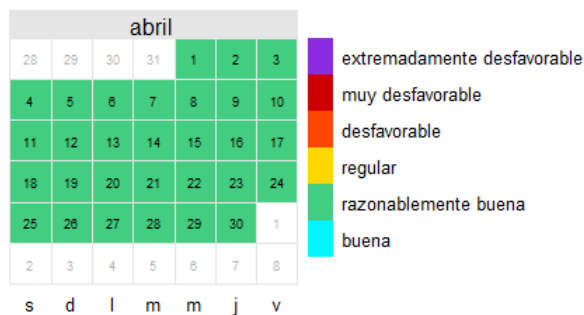 abril
28 29 30 31 1 2 3
4 5 6 7 8 9 10
11 12 13 14 15 16 17
18 19 20 21 22 23 24
25 26 27 28 29 30 1
2 3 4 5 6 7 8
s d l m m j v
extremadamente desfavorable
muy desfavorable
desfavorable
regular
razonablemente buena
buena